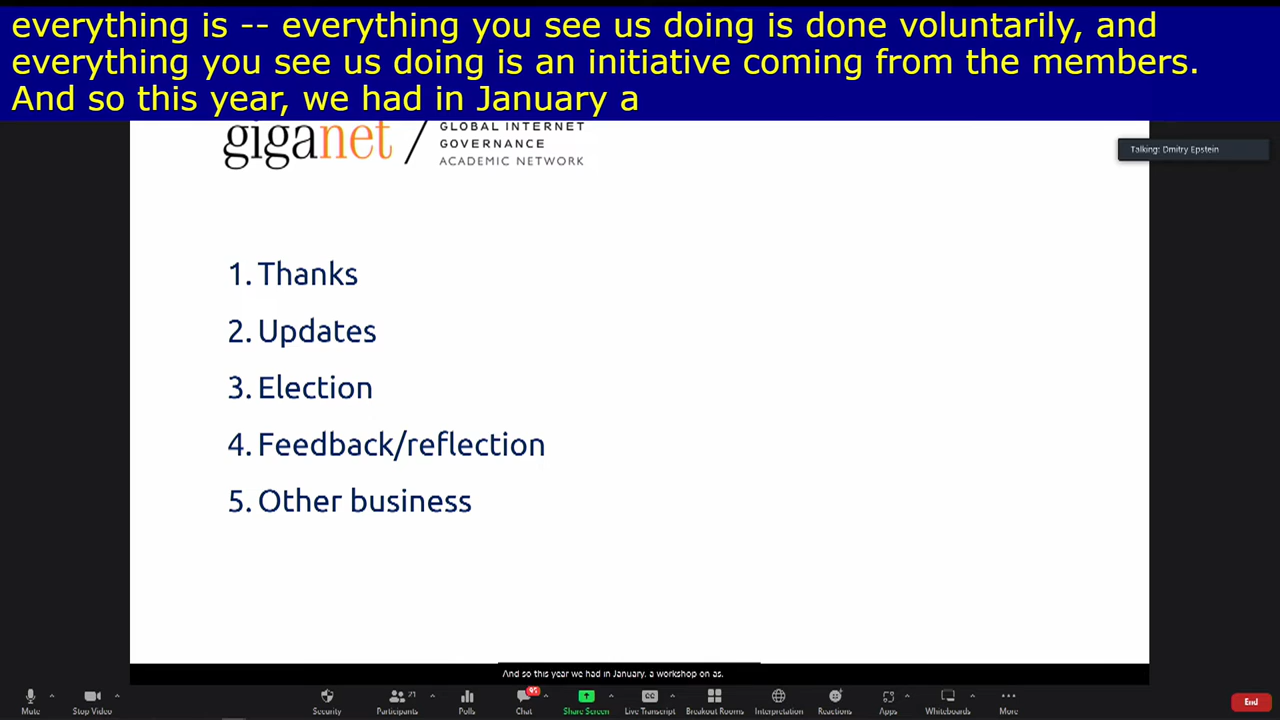 everything is -- everything you see us doing is done voluntarily, and
everything you see us doing is an initiative coming from the members.
And so this year, we had in January a
giganet / GLOBAL INTERNET
GOVERNANCE
ACADEMIC NETWORK
Talking: Dmitry Epstein
1. Thanks
2. Updates
3. Election
4. Feedback/reflection
5. Other business
And so this year we had in January, a workshop on as.
Mute
Stop Video
Security
Participants
71
Polls
Chat
95
Share Screen
Live Transcript
Breakout Rooms
Interpretation
Reactions
Apps
Whiteboards
More
End